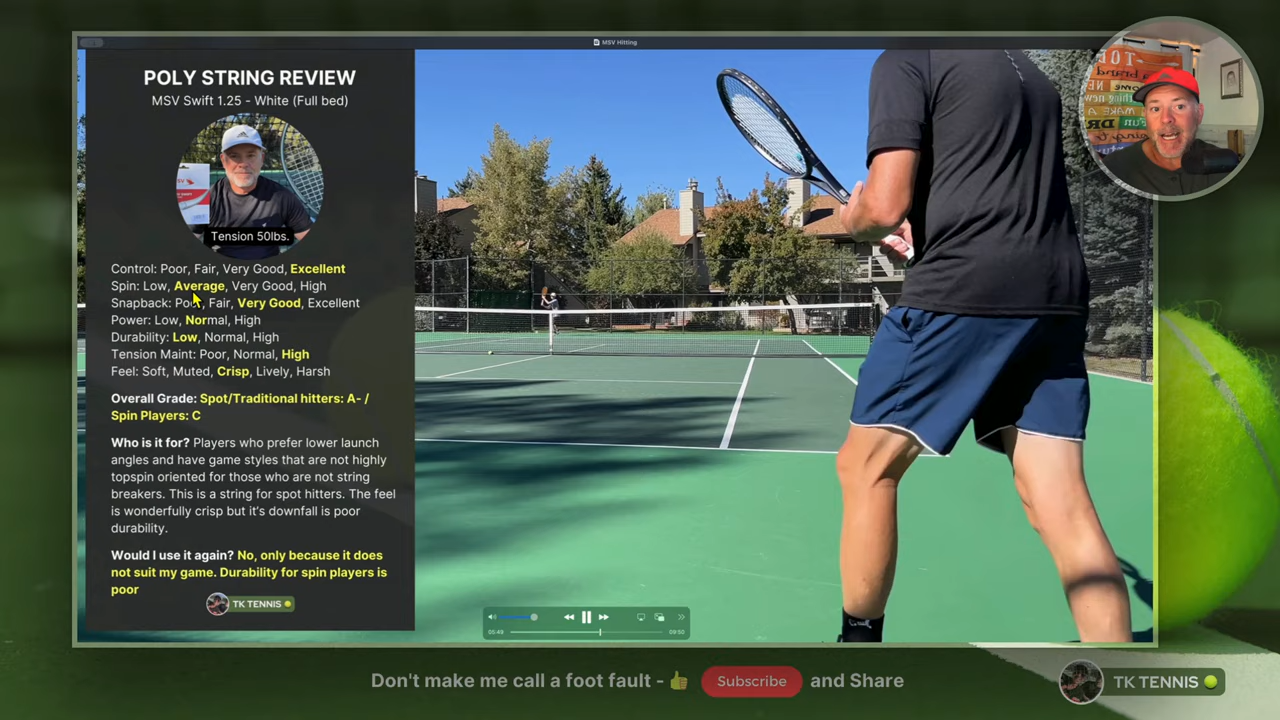 MSV Hitting
POLY STRING REVIEW
MSV Swift 1.25 - White (Full bed)
Tension 50lbs.
Control: Poor, Fair, Very Good, Excellent
Spin: Low, Average, Very Good, High
Snapback: Poor, Fair, Very Good, Excellent
Power: Low, Normal, High
Durability: Low, Normal, High
Tension Maint: Poor, Normal, High
Feel: Soft, Muted, Crisp, Lively, Harsh
Overall Grade: Spot/Traditional hitters: A- /
Spin Players: C
Who is it for? Players who prefer lower launch
angles and have game styles that are not highly
topspin oriented for those who are not string
breakers. This is a string for spot hitters. The feel
is wonderfully crisp but it's downfall is poor
durability.
Would I use it again? No, only because it does
not suit my game. Durability for spin players is
poor
TK TENNIS
05:49
09:50
Don't make me call a foot fault - 👍 Subscribe and Share
TK TENNIS